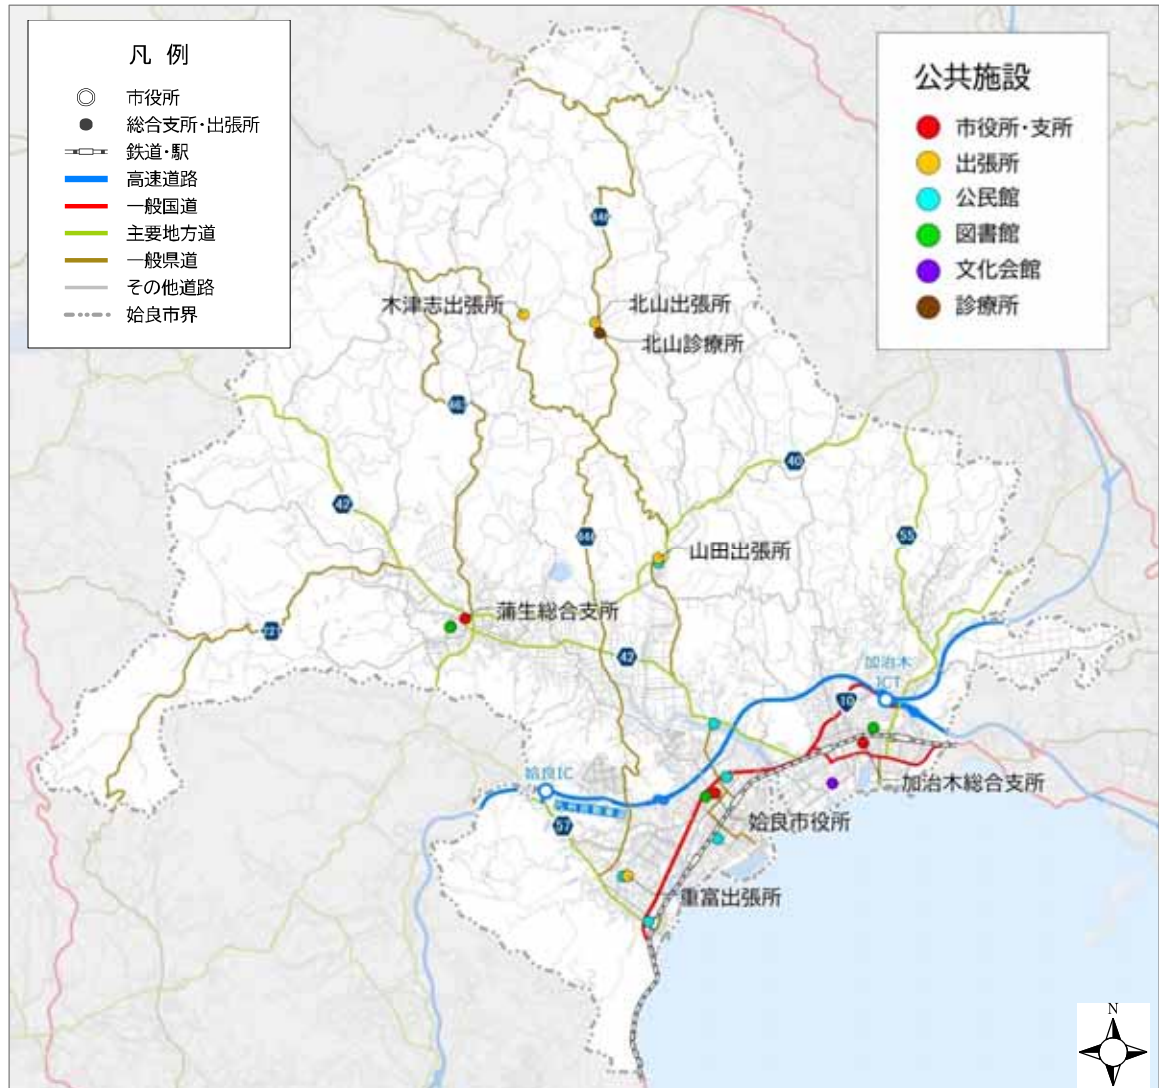 凡 例
市役所
総合支所・出張所
鉄道・駅
高速道路
一般国道
主要地方道
一般県道
その他道路
姶良市界
公共施設
市役所・支所
出張所
公民館
図書館
文化会館
診療所
木津志出張所
北山出張所
北山診療所
40
42
55
山田出張所
蒲生総合支所
42
加治木
ICT
10
加治木総合支所
姶良IC
57
姶良市役所
重富出張所
N